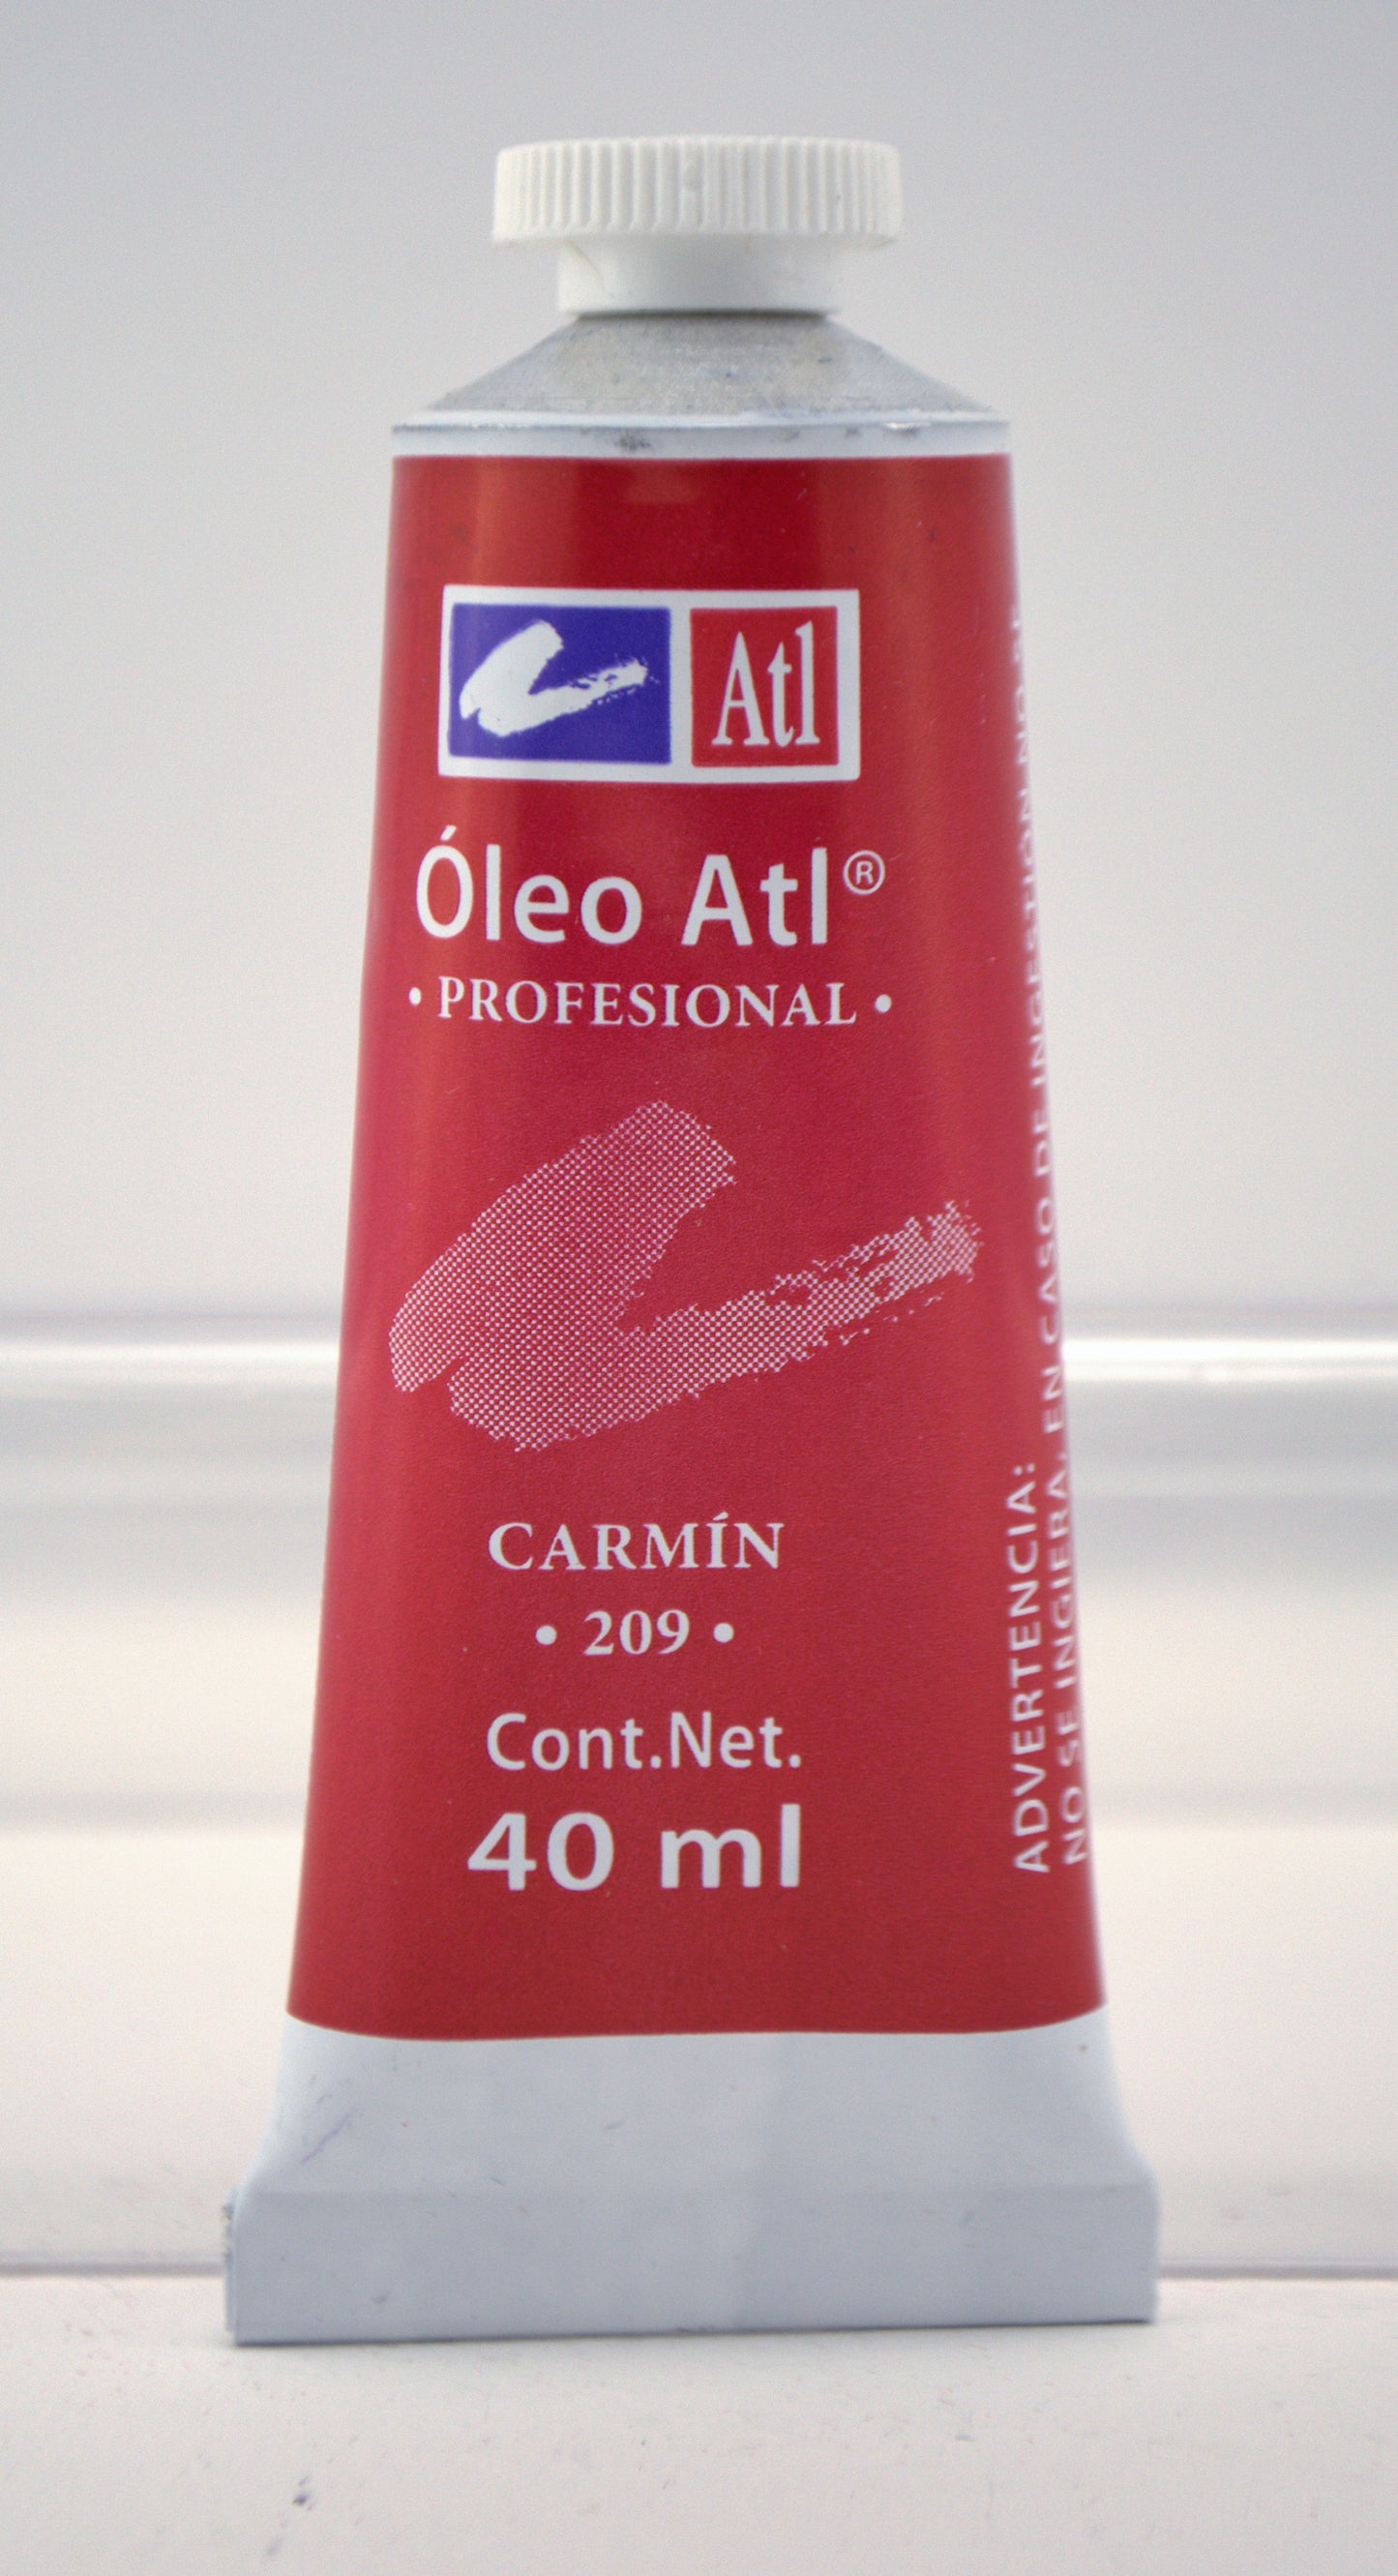 Atl
Óleo Atl®
• PROFESIONAL •
CARMÍN
• 209 •
Cont.Net.
40 ml
ADVERTENCIA:
NO SE INGIERA, EN CASO DE INGESTION NO SE